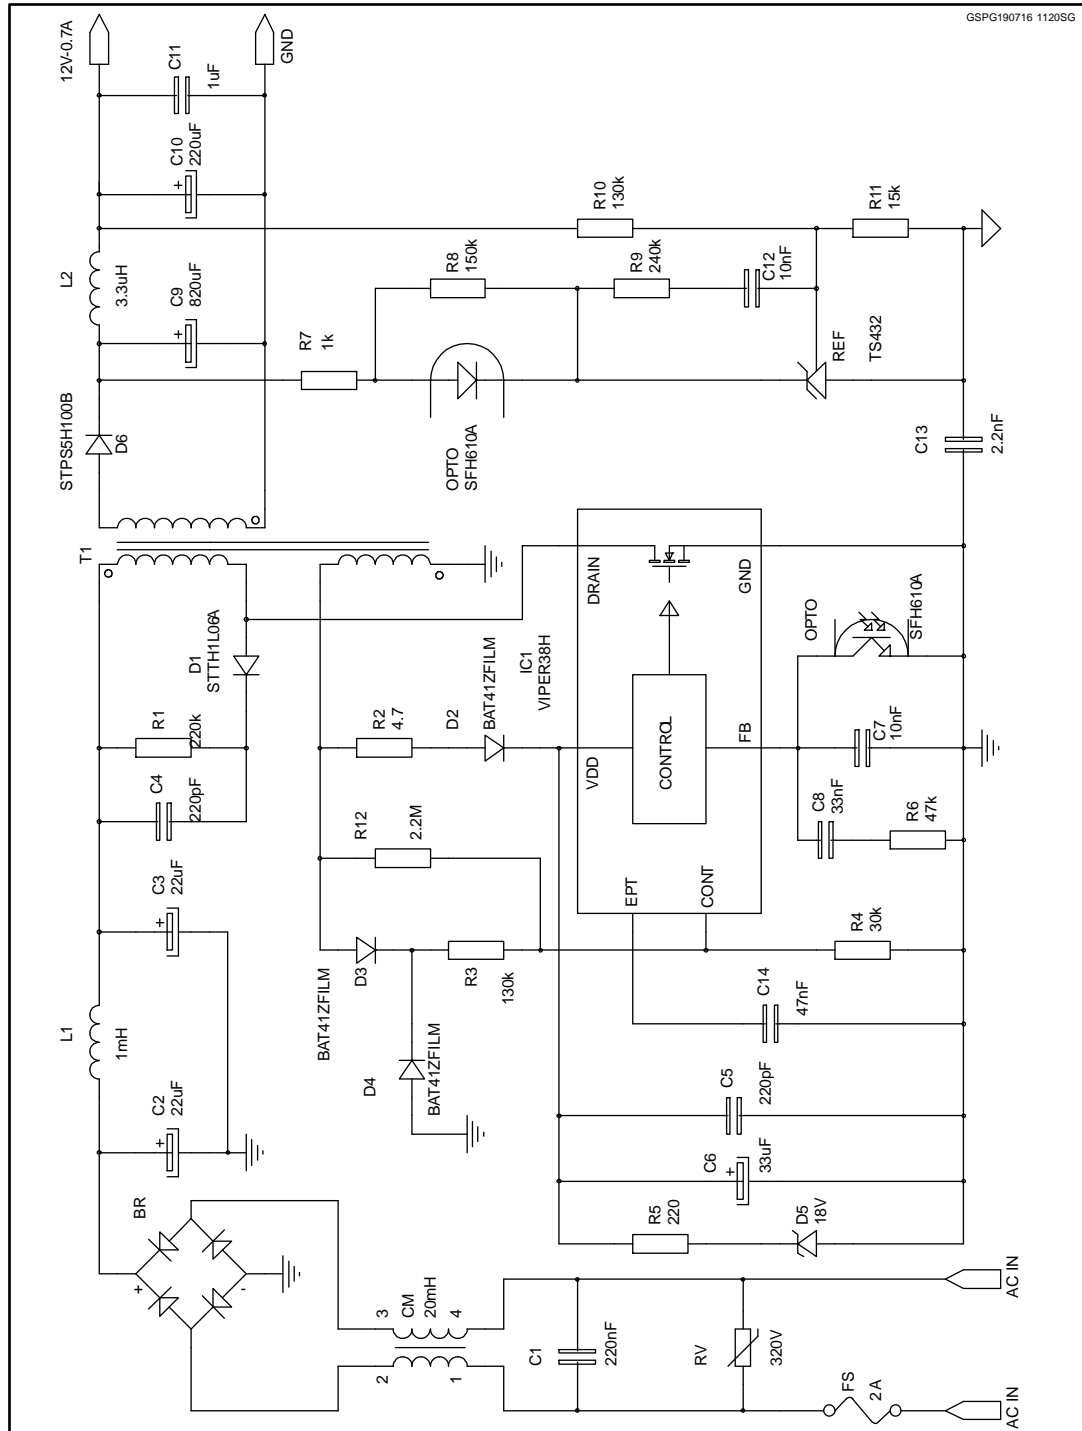 GSPG190716 1120SG
12V-0.7A
GND
C11
1uF
C10
220uF
R10
130k
R11
15k
L2
3.3uH
C9
820uF
R8
150k
R9
240k
C12
10nF
R7
1k
REF
TS432
STPS5H100B
D6
OPTO
SFH610A
C13
2.2nF
T1
DRAIN
GND
OPTO
SFH610A
D1
STTH1L06A
IC1
VIPER38H
R1
220k
R2
4.7
D2
BAT41ZFILM
VDD
CONTROL
FB
C7
10nF
C4
220pF
R12
2.2M
C8
33nF
R6
47k
C3
22uF
EPT
CONT
BAT41ZFILM
D3
R3
130k
R4
30k
L1
1mH
C14
47nF
D4
BAT41ZFILM
C5
220pF
C2
22uF
C6
+
33uF
BR
R5
220
D5
18V
+
-
3
CM
20mH
4
2
1
C1
220nF
RV
320V
FS
2 A
AC IN
AC IN
+
+
+
+